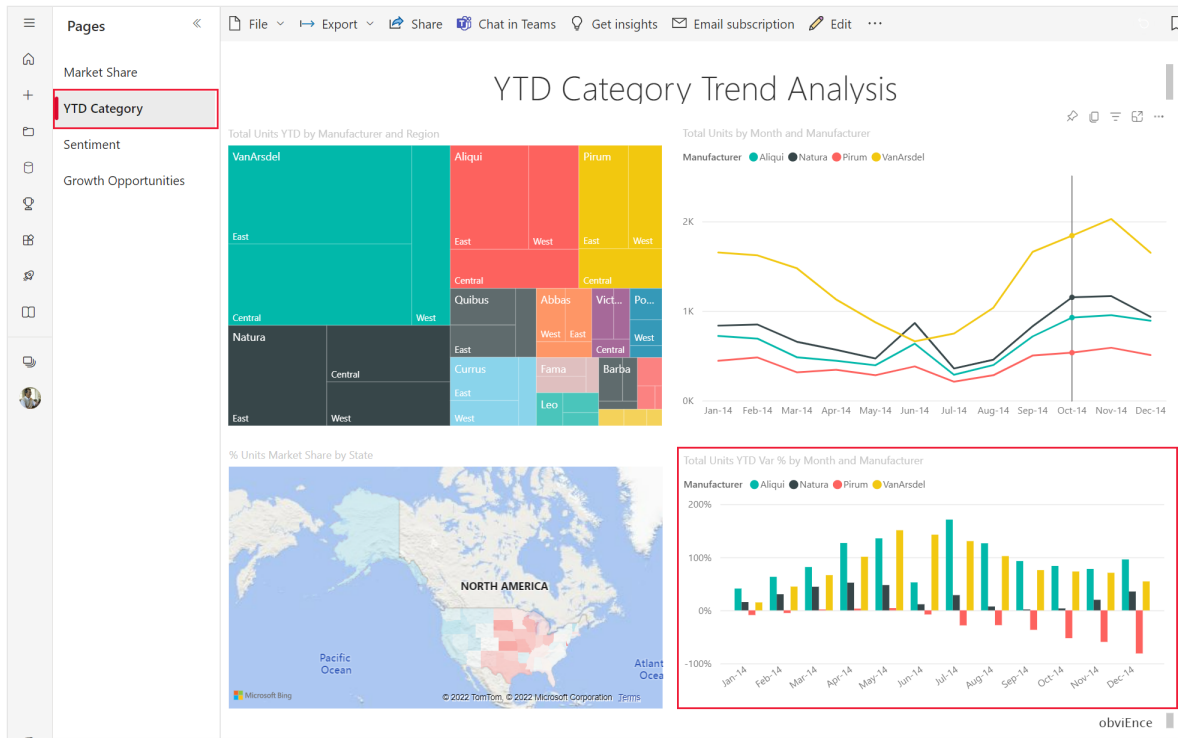 Pages
Market Share
YTD Category
Sentiment
Growth Opportunities
File Export Share Chat in Teams Get insights Email subscription Edit ...
YTD Category Trend Analysis
Total Units YTD by Manufacturer and Region
VanArsdel
East
Central
West
Natura
East
Central
West
Aliqui
East
West
Central
Pirum
East
West
Central
Quibus
East
Abbas
West East
Vict...
Central
Po...
West
Currus
East
West
Fama
Leo
Barba
Total Units by Month and Manufacturer
Manufacturer Aliqui Natura Pirum VanArsdel
2K
1K
0K
Jan-14 Feb-14 Mar-14 Apr-14 May-14 Jun-14 Jul-14 Aug-14 Sep-14 Oct-14 Nov-14 Dec-14
% Units Market Share by State
NORTH AMERICA
Pacific
Ocean
Atlant
Ocea
Microsoft Bing
© 2022 TomTom, © 2022 Microsoft Corporation Terms
Total Units YTD Var % by Month and Manufacturer
Manufacturer Aliqui Natura Pirum VanArsdel
200%
100%
0%
-100%
Jan-14 Feb-14 Mar-14 Apr-14 May-14 Jun-14 Jul-14 Aug-14 Sep-14 Oct-14 Nov-14 Dec-14
obviEnce